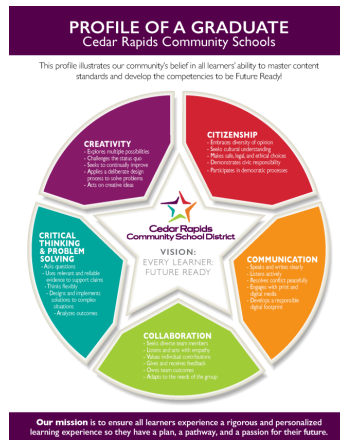 PROFILE OF A GRADUATE
Cedar Rapids Community Schools
This profile illustrates our community's belief in all learners' ability to master content
standards and develop the competencies to be Future Ready!
CREATIVITY
- Explores multiple possibilities
- Challenges the status quo
- Seeks to continually improve
- Applies a deliberate design
process to solve problems
- Acts on creative ideas
CITIZENSHIP
- Embraces diversity of opinion
- Seeks cultural understanding
- Makes safe, legal, and ethical choices
- Demonstrates civic responsibility
- Participates in democratic processes
CRITICAL
THINKING
& PROBLEM
SOLVING
- Asks questions
- Uses relevant and reliable
evidence to support claims
- Thinks flexibly
- Designs and implements
solutions to complex
situations
- Analyzes outcomes
Cedar Rapids
Community School District
VISION:
EVERY LEARNER:
FUTURE READY
COMMUNICATION
- Speaks and writes clearly
- Listens actively
- Resolves conflict peacefully
- Engages with print and
digital media
- Develops a responsible
digital footprint
COLLABORATION
- Seeks diverse team members
- Listens and acts with empathy
- Values individual contributions
- Gives and receives feedback
- Owns team outcomes
- Adapts to the needs of the group
Our mission is to ensure all learners experience a rigorous and personalized
learning experience so they have a plan, a pathway, and a passion for their future.